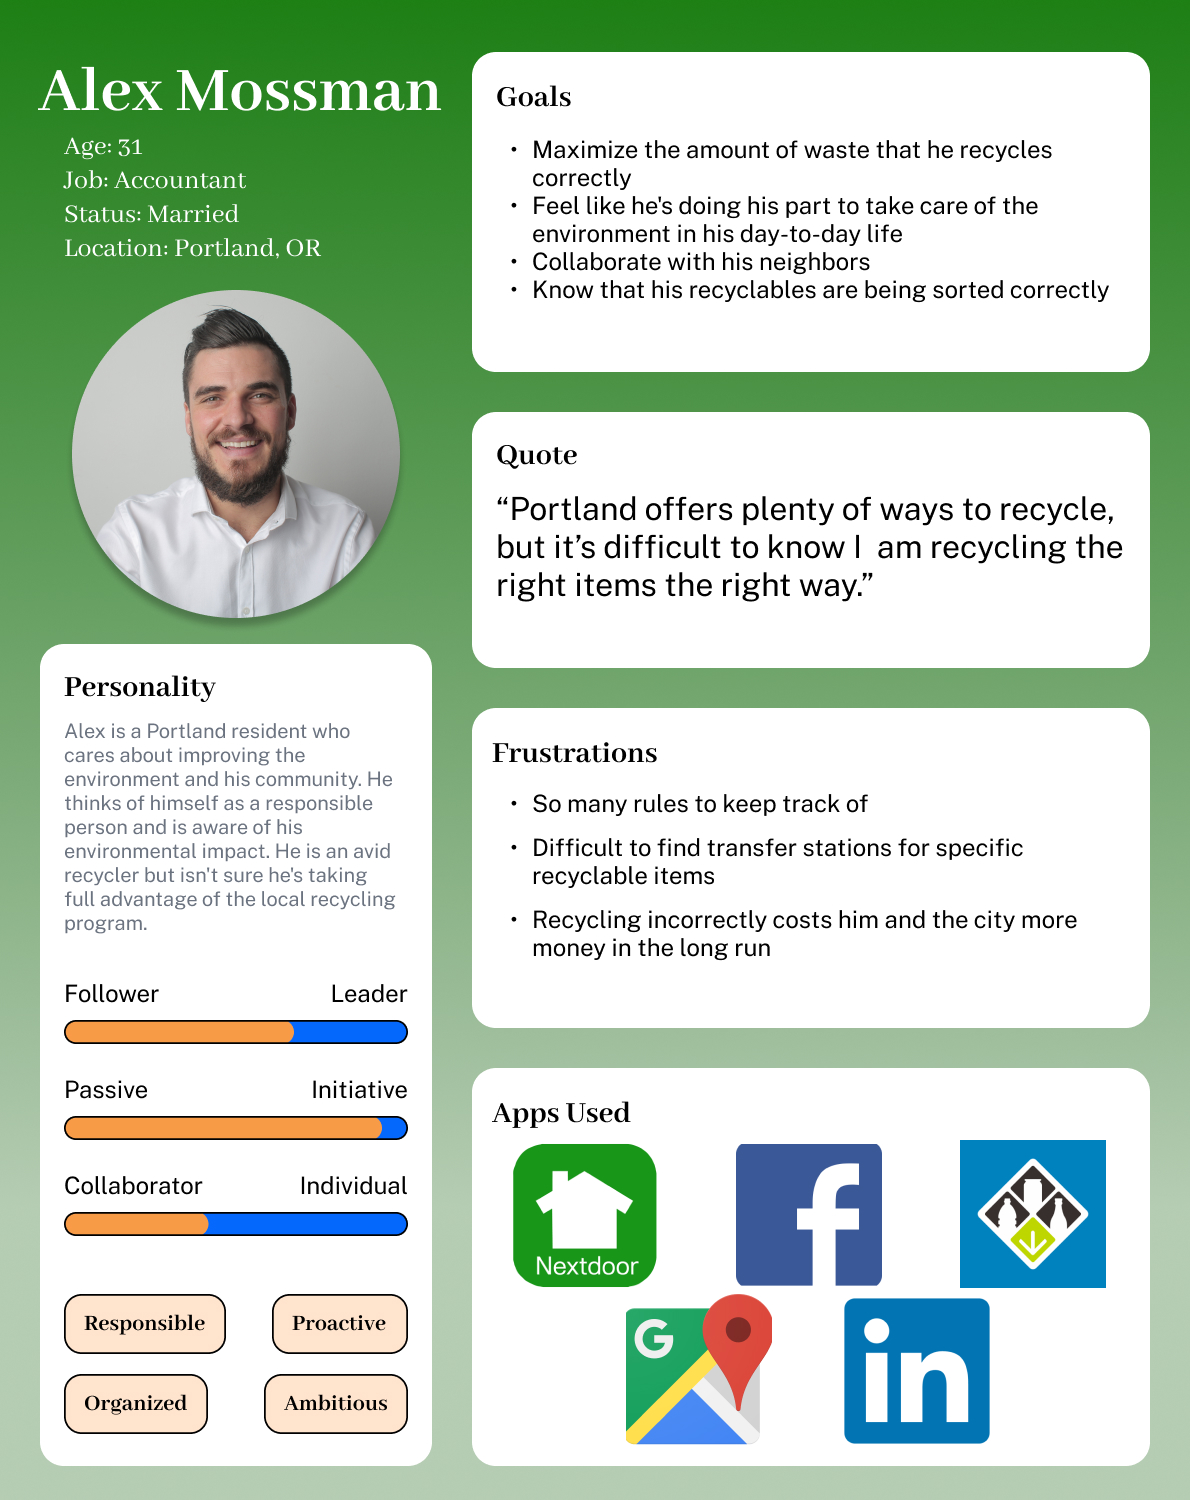 Alex Mossman
Age: 31
Job: Accountant
Status: Married
Location: Portland, OR
Goals
• Maximize the amount of waste that he recycles
correctly
• Feel like he's doing his part to take care of the
environment in his day-to-day life
• Collaborate with his neighbors
• Know that his recyclables are being sorted correctly
Quote
“Portland offers plenty of ways to recycle,
but it’s difficult to know I  am recycling the
right items the right way.”
Personality
Alex is a Portland resident who
cares about improving the
environment and his community. He
thinks of himself as a responsible
person and is aware of his
environmental impact. He is an avid
recycler but isn't sure he's taking
full advantage of the local recycling
program.
Follower Leader
Passive Initiative
Collaborator Individual
Responsible Proactive
Organized Ambitious
Frustrations
• So many rules to keep track of
• Difficult to find transfer stations for specific
recyclable items
• Recycling incorrectly costs him and the city more
money in the long run
Apps Used
Nextdoor
f
G
in